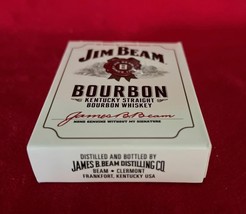 JIM BEAM
B
BOURBON
KENTUCKY STRAIGHT
BOURBON WHISKEY
James B. Beam
NONE GENUINE WITHOUT MY SIGNATURE
DISTILLED AND BOTTLED BY
JAMES B. BEAM DISTILLING CO.
BEAM • CLERMONT
FRANKFORT, KENTUCKY USA